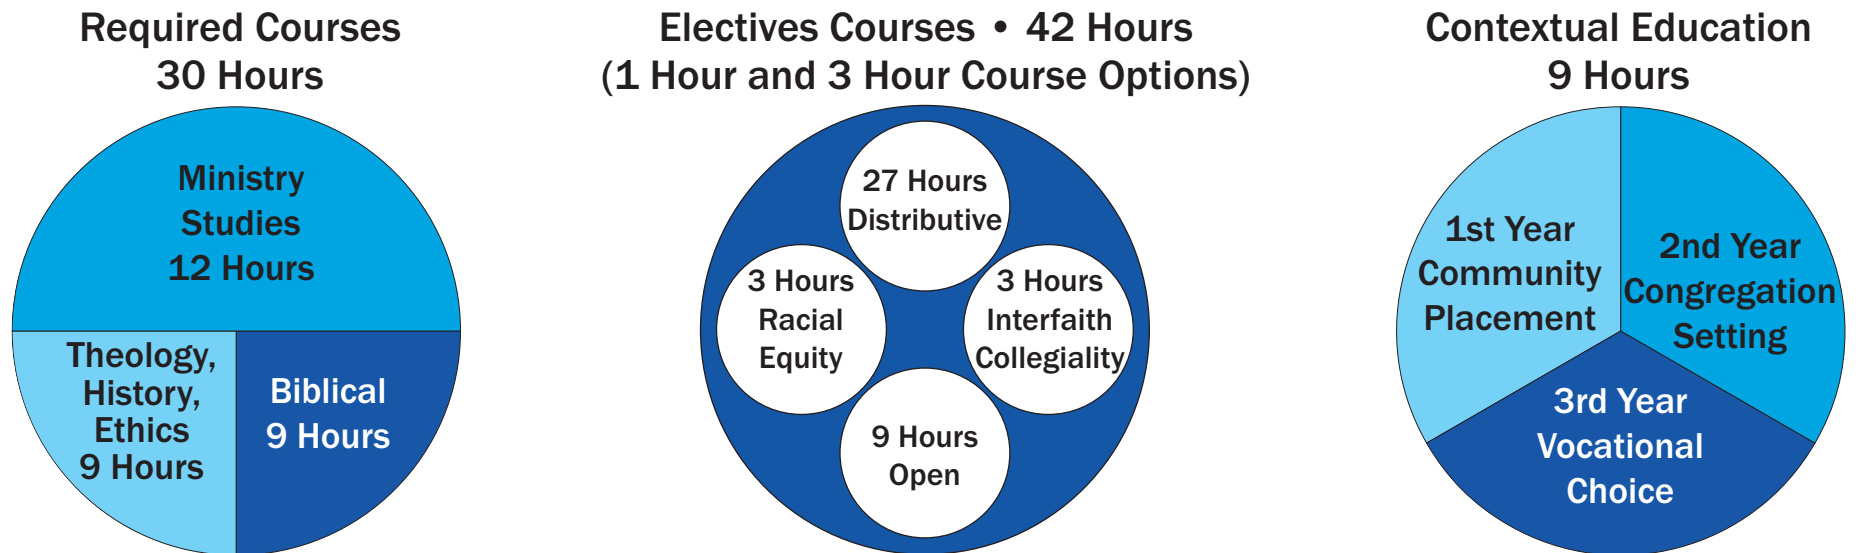 Required Courses
30 Hours
Ministry
Studies
12 Hours
Theology,
History,
Ethics
9 Hours
Biblical
9 Hours
Electives Courses • 42 Hours
(1 Hour and 3 Hour Course Options)
27 Hours
Distributive
3 Hours
Racial
Equity
3 Hours
Interfaith
Collegiality
9 Hours
Open
Contextual Education
9 Hours
1st Year
Community
Placement
2nd Year
Congregation
Setting
3rd Year
Vocational
Choice